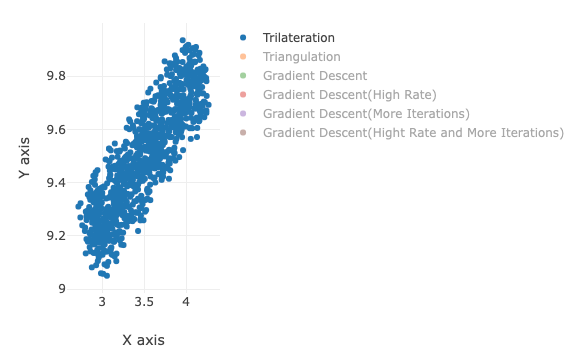 Trilateration
Triangulation
Gradient Descent
Gradient Descent(High Rate)
Gradient Descent(More Iterations)
Gradient Descent(Hight Rate and More Iterations)
Y axis
9.8
9.6
9.4
9.2
9
3
3.5
4
X axis